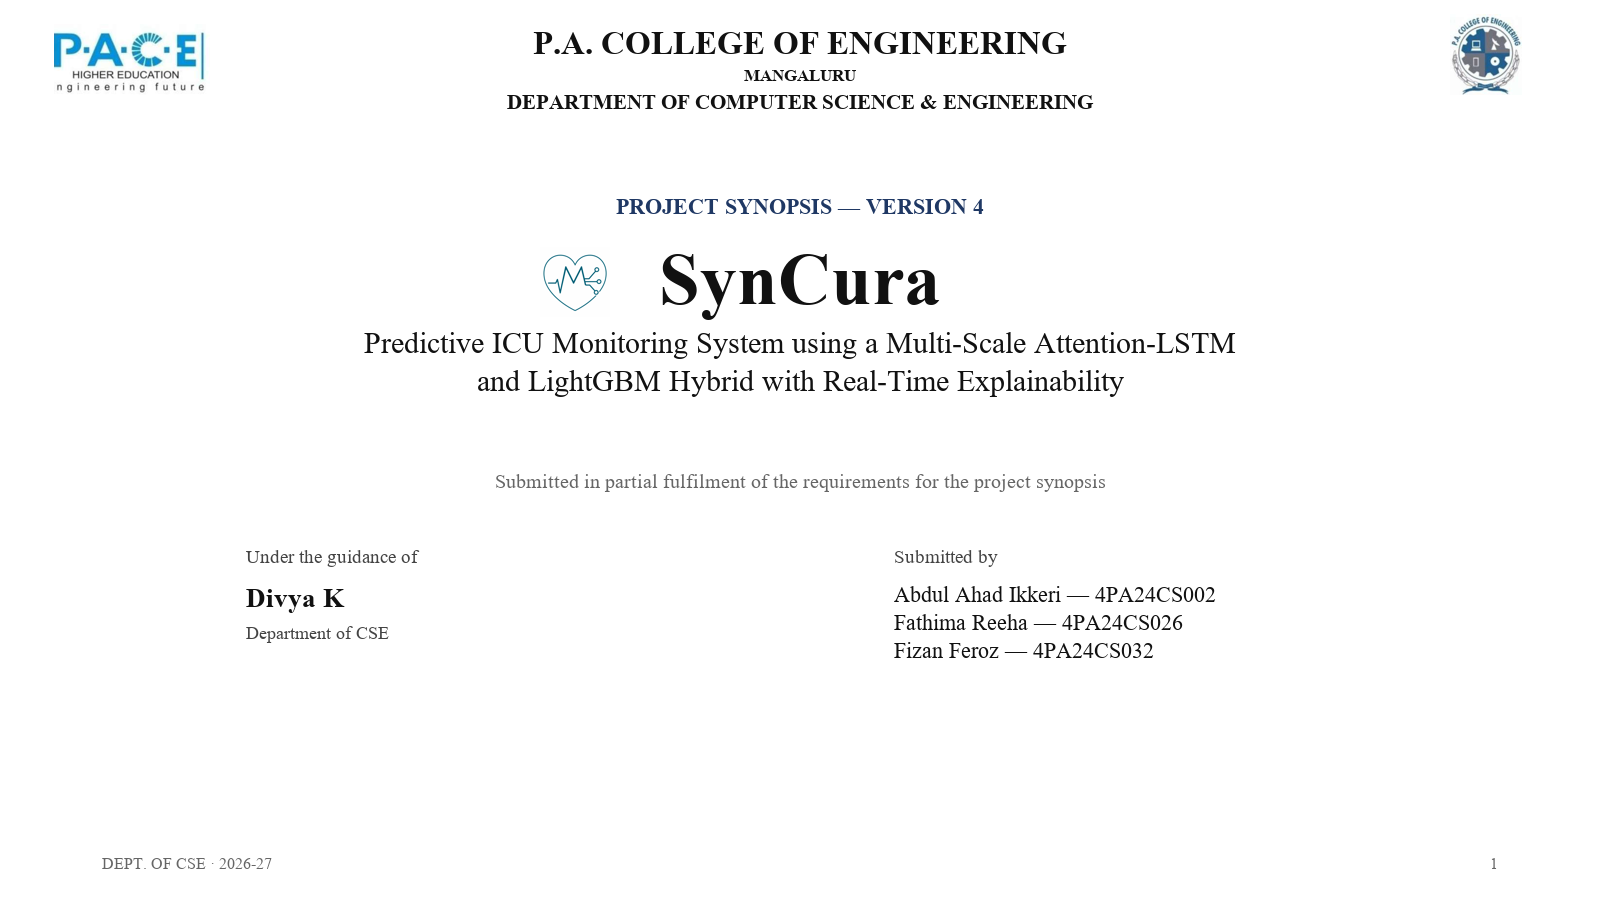 P·A·C·E
HIGHER EDUCATION
ngineering future
P.A. COLLEGE OF ENGINEERING
MANGALURU
DEPARTMENT OF COMPUTER SCIENCE & ENGINEERING
P.A. COLLEGE OF ENGINEERING
PROJECT SYNOPSIS — VERSION 4
SynCura
Predictive ICU Monitoring System using a Multi-Scale Attention-LSTM
and LightGBM Hybrid with Real-Time Explainability
Submitted in partial fulfilment of the requirements for the project synopsis
Under the guidance of
Divya K
Department of CSE
Submitted by
Abdul Ahad Ikkeri — 4PA24CS002
Fathima Reeha — 4PA24CS026
Fizan Feroz — 4PA24CS032
DEPT. OF CSE · 2026-27
1